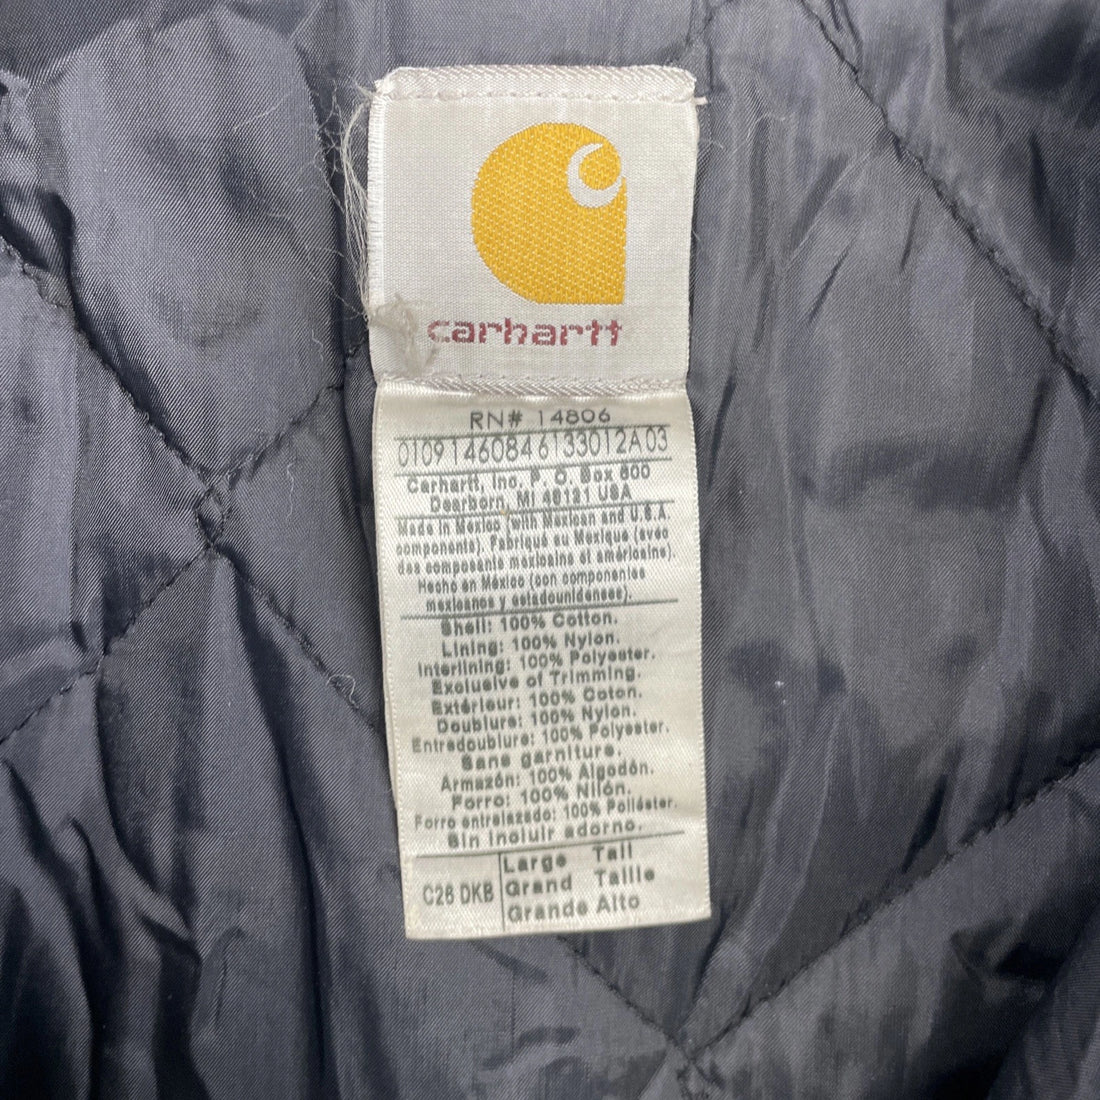 carhartt
RN# 14806
01091460846133012A03
Carhartt, Inc. P. O. Box 600
Dearborn, MI 48121 USA
Made in Mexico (with Mexican and U.S.A.
components). Fabriqué au Mexique (avec
des composants mexicains et américains).
Hecho en México (con componentes
mexicanos y estadounidenses).
Shell: 100% Cotton.
Lining: 100% Nylon.
Interlining: 100% Polyester.
Exclusive of Trimming.
Extérieur: 100% Coton.
Doublure: 100% Nylon.
Entredoublure: 100% Polyester.
Sans garniture.
Armazón: 100% Algodón.
Forro: 100% Nilón.
Forro entrelazado: 100% Poliéster.
Sin incluir adorno.
C26 DKB
Large Tall
Grand Taille
Grande Alto